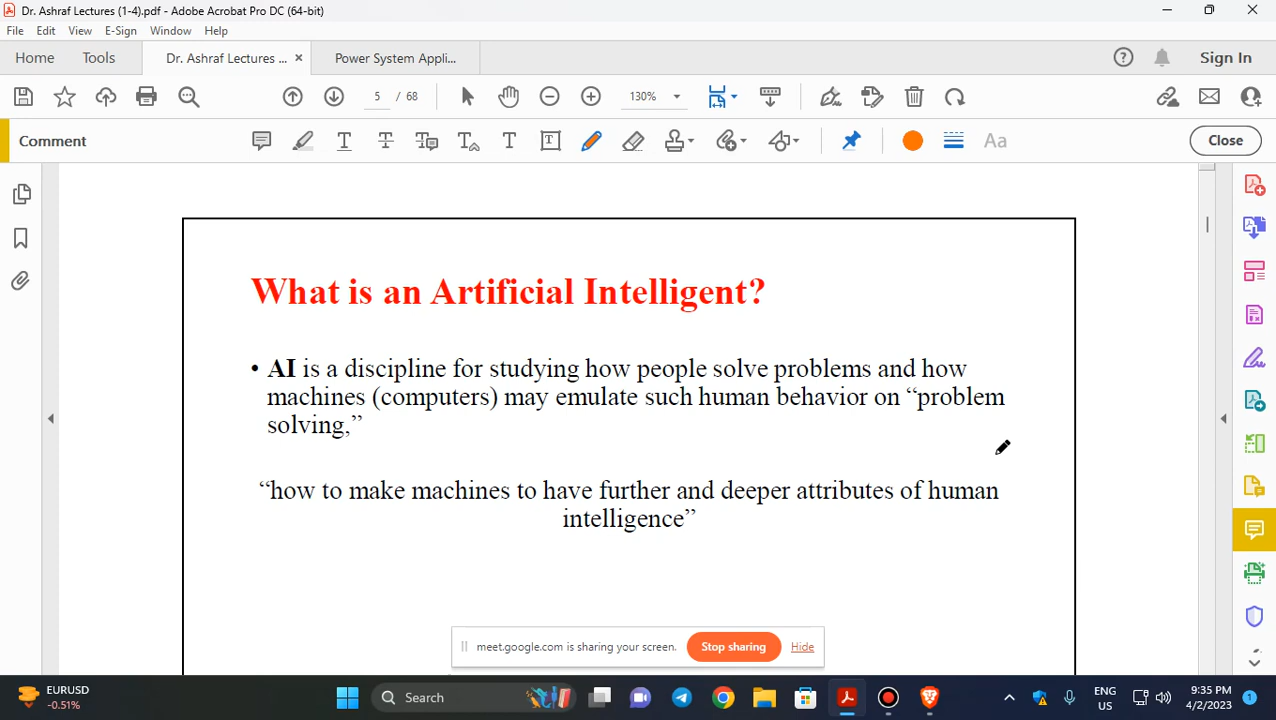 Dr. Ashraf Lectures (1-4).pdf - Adobe Acrobat Pro DC (64-bit)
File Edit View E-Sign Window Help
Home Tools Dr. Ashraf Lectures ... × Power System Appli... Sign In
5 / 68 130%
Comment Aa Close
What is an Artificial Intelligent?
• AI is a discipline for studying how people solve problems and how
machines (computers) may emulate such human behavior on “problem
solving,”
“how to make machines to have further and deeper attributes of human
intelligence”
meet.google.com is sharing your screen. Stop sharing Hide
EURUSD
-0.51%
Search
ENG
US
9:35 PM
4/2/2023
1